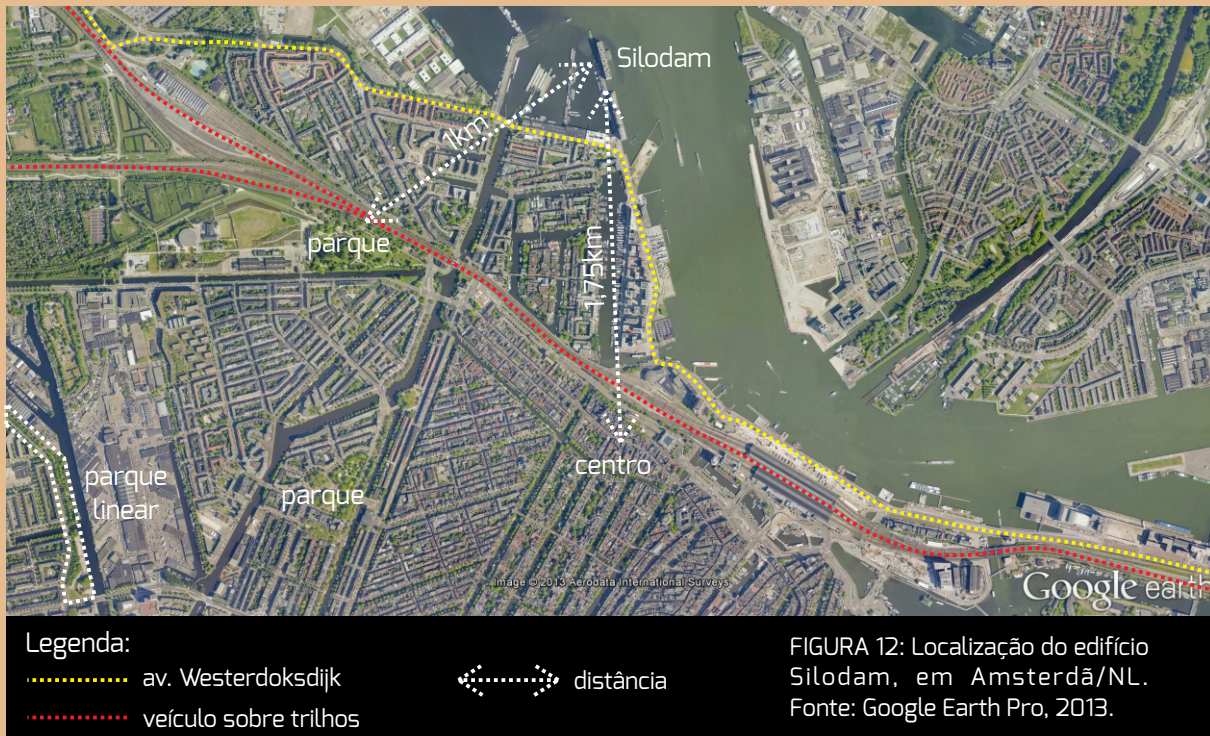 Silodam
1km
parque
1,75km
centro
parque
linear
parque
Image © 2013 Aerodata International Surveys
Google earth
Legenda:
av. Westerdoksdijk
veículo sobre trilhos
distância
FIGURA 12: Localização do edifício
Silodam, em Amsterdã/NL.
Fonte: Google Earth Pro, 2013.